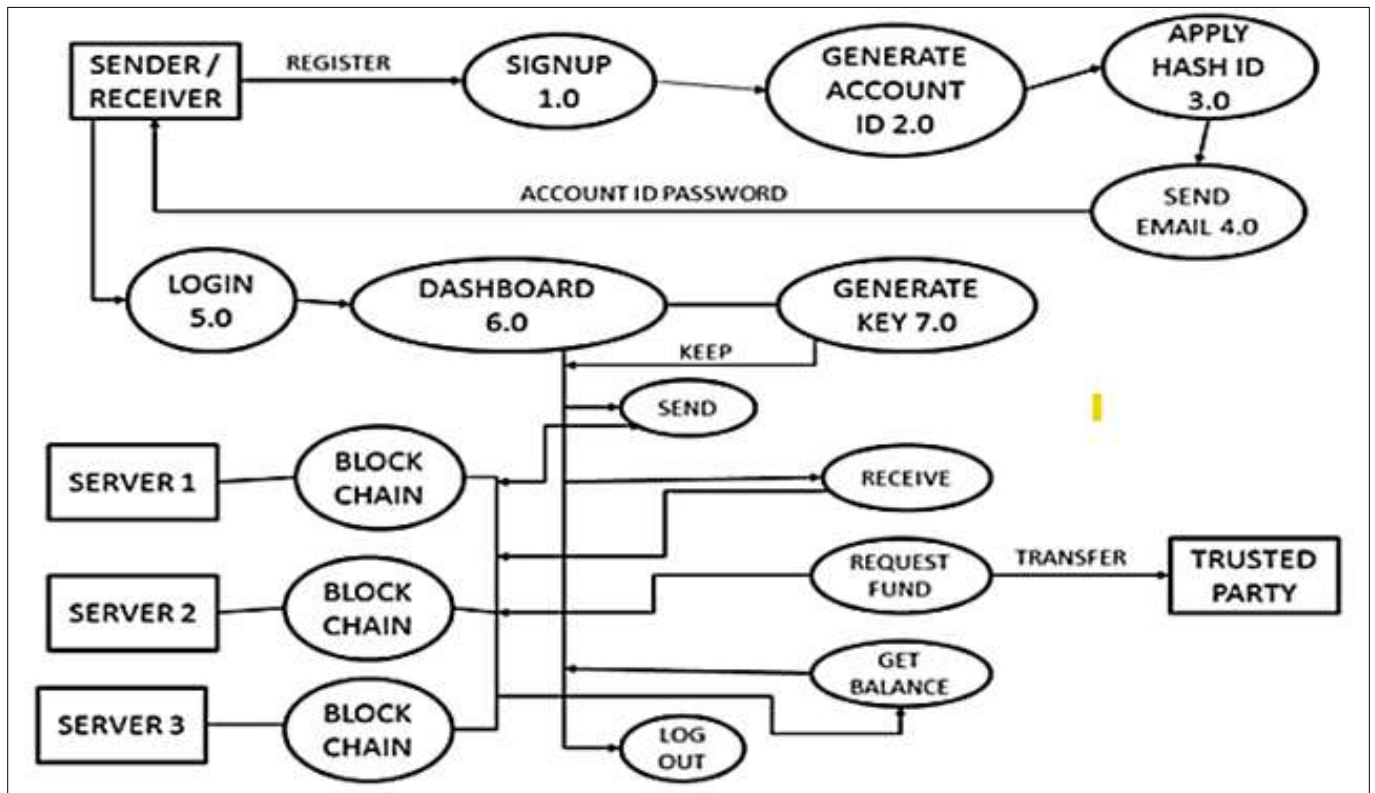 SENDER /
RECEIVER
REGISTER
SIGNUP
1.0
GENERATE
ACCOUNT
ID 2.0
APPLY
HASH ID
3.0
ACCOUNT ID PASSWORD
SEND
EMAIL 4.0
LOGIN
5.0
DASHBOARD
6.0
GENERATE
KEY 7.0
KEEP
SEND
SERVER 1
BLOCK
CHAIN
RECEIVE
SERVER 2
BLOCK
CHAIN
REQUEST
FUND
TRANSFER
TRUSTED
PARTY
GET
BALANCE
SERVER 3
BLOCK
CHAIN
LOG
OUT